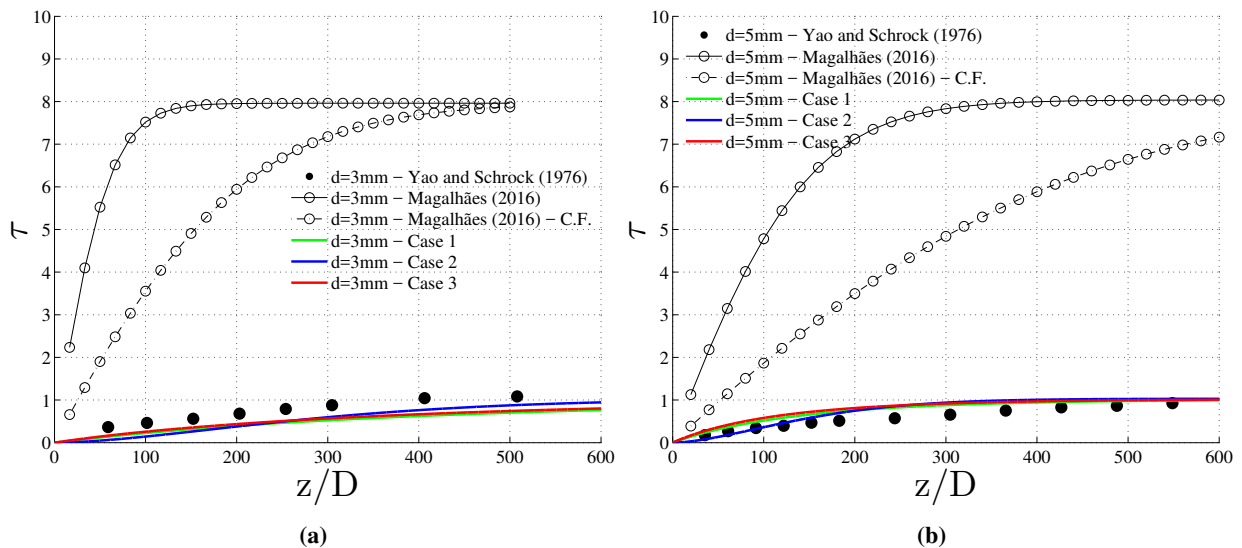 10
9
8
7
6
5
4
3
2
1
0
τ
d=3mm − Yao and Schrock (1976)
d=3mm − Magalhães (2016)
d=3mm − Magalhães (2016) − C.F.
d=3mm − Case 1
d=3mm − Case 2
d=3mm − Case 3
0 100 200 300 400 500 600
z/D
(a)
10
9
8
7
6
5
4
3
2
1
0
τ
d=5mm − Yao and Schrock (1976)
d=5mm − Magalhães (2016)
d=5mm − Magalhães (2016) − C.F.
d=5mm − Case 1
d=5mm − Case 2
d=5mm − Case 3
0 100 200 300 400 500 600
z/D
(b)